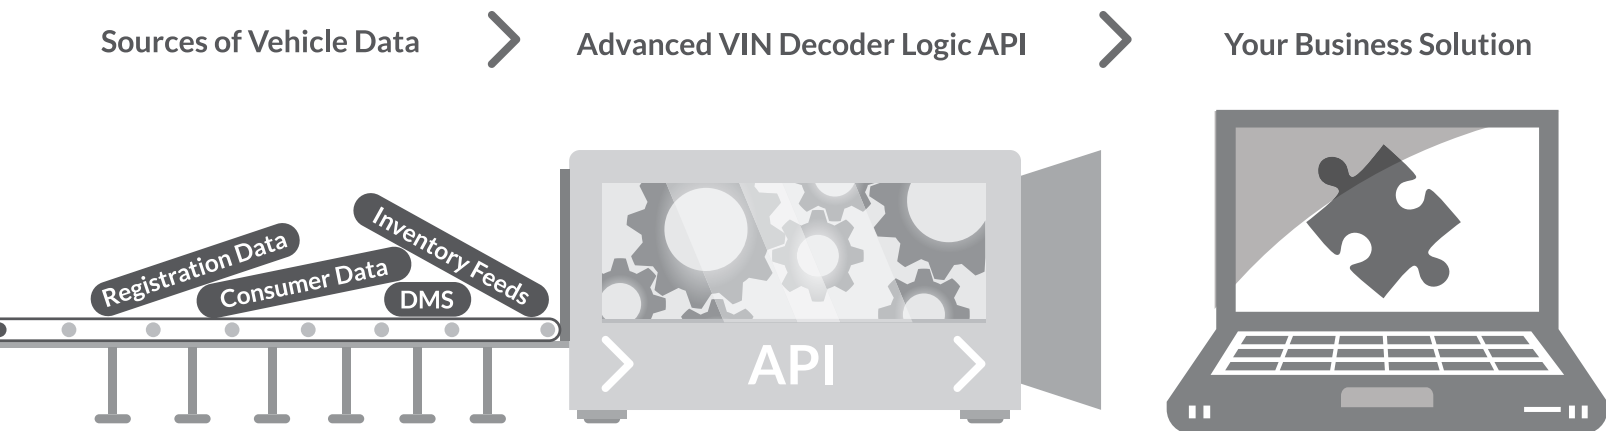 Sources of Vehicle Data
Advanced VIN Decoder Logic API
Your Business Solution
Registration Data
Consumer Data
Inventory Feeds
DMS
API